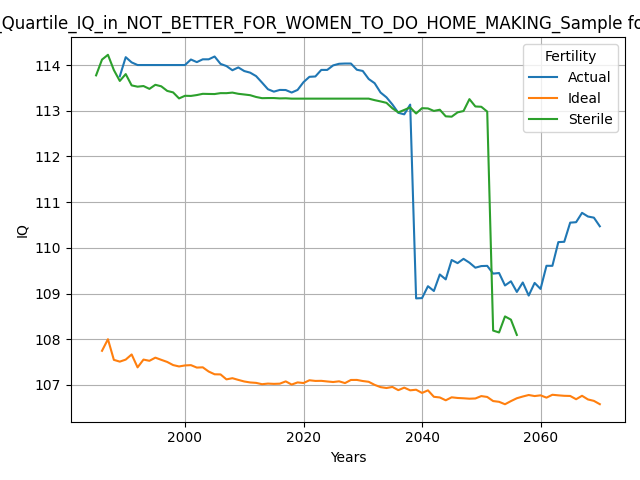 _Quartile_IQ_in_NOT_BETTER_FOR_WOMEN_TO_DO_HOME_MAKING_Sample fo
Fertility
Actual
Ideal
Sterile
114
113
112
111
110
109
108
107
IQ
2000
2020
2040
2060
Years